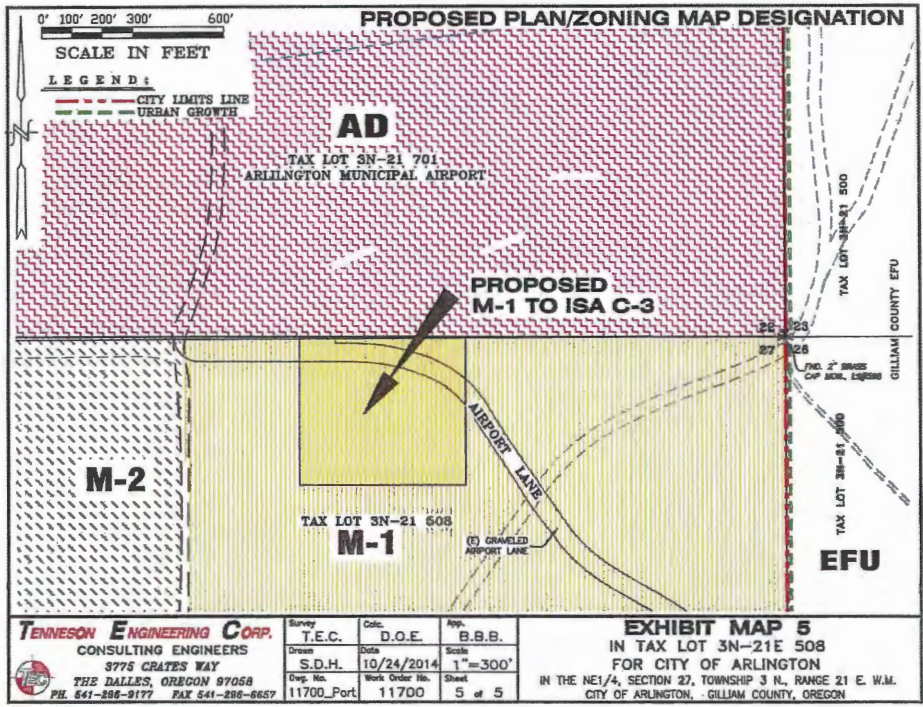 PROPOSED PLAN/ZONING MAP DESIGNATION
0' 100' 200' 300' 600'
SCALE IN FEET
LEGEND:
CITY LIMITS LINE
URBAN GROWTH
N
AD
TAX LOT 3N-21 701
ARLILNGTON MUNICIPAL AIRPORT
PROPOSED
M-1 TO ISA C-3
TAX LOT 3N-21 500
GILLIAM COUNTY EFU
22 23
27 26
FND. 2" BRASS
CAP MON.,
AIRPORT LANE
M-2
TAX LOT 3N-21 508
M-1
(E) GRAVELED
AIRPORT LANE
TAX LOT 3N-21 500
EFU
TENNESON ENGINEERING CORP.
CONSULTING ENGINEERS
3775 CRATES WAY
THE DALLES, OREGON 97058
PH. 541-296-9177 FAX 541-296-6657
TEC
Survey T.E.C. Calc. D.O.E. App. B.B.B.
Drawn S.D.H. Date 10/24/2014 Scale 1"=300'
Dwg. No. 11700_Port Work Order No. 11700 Sheet 5 of 5
EXHIBIT MAP 5
IN TAX LOT 3N-21E 508
FOR CITY OF ARLINGTON
IN THE NE1/4, SECTION 27, TOWNSHIP 3 N., RANGE 21 E. W.M.
CITY OF ARLINGTON, GILLIAM COUNTY, OREGON